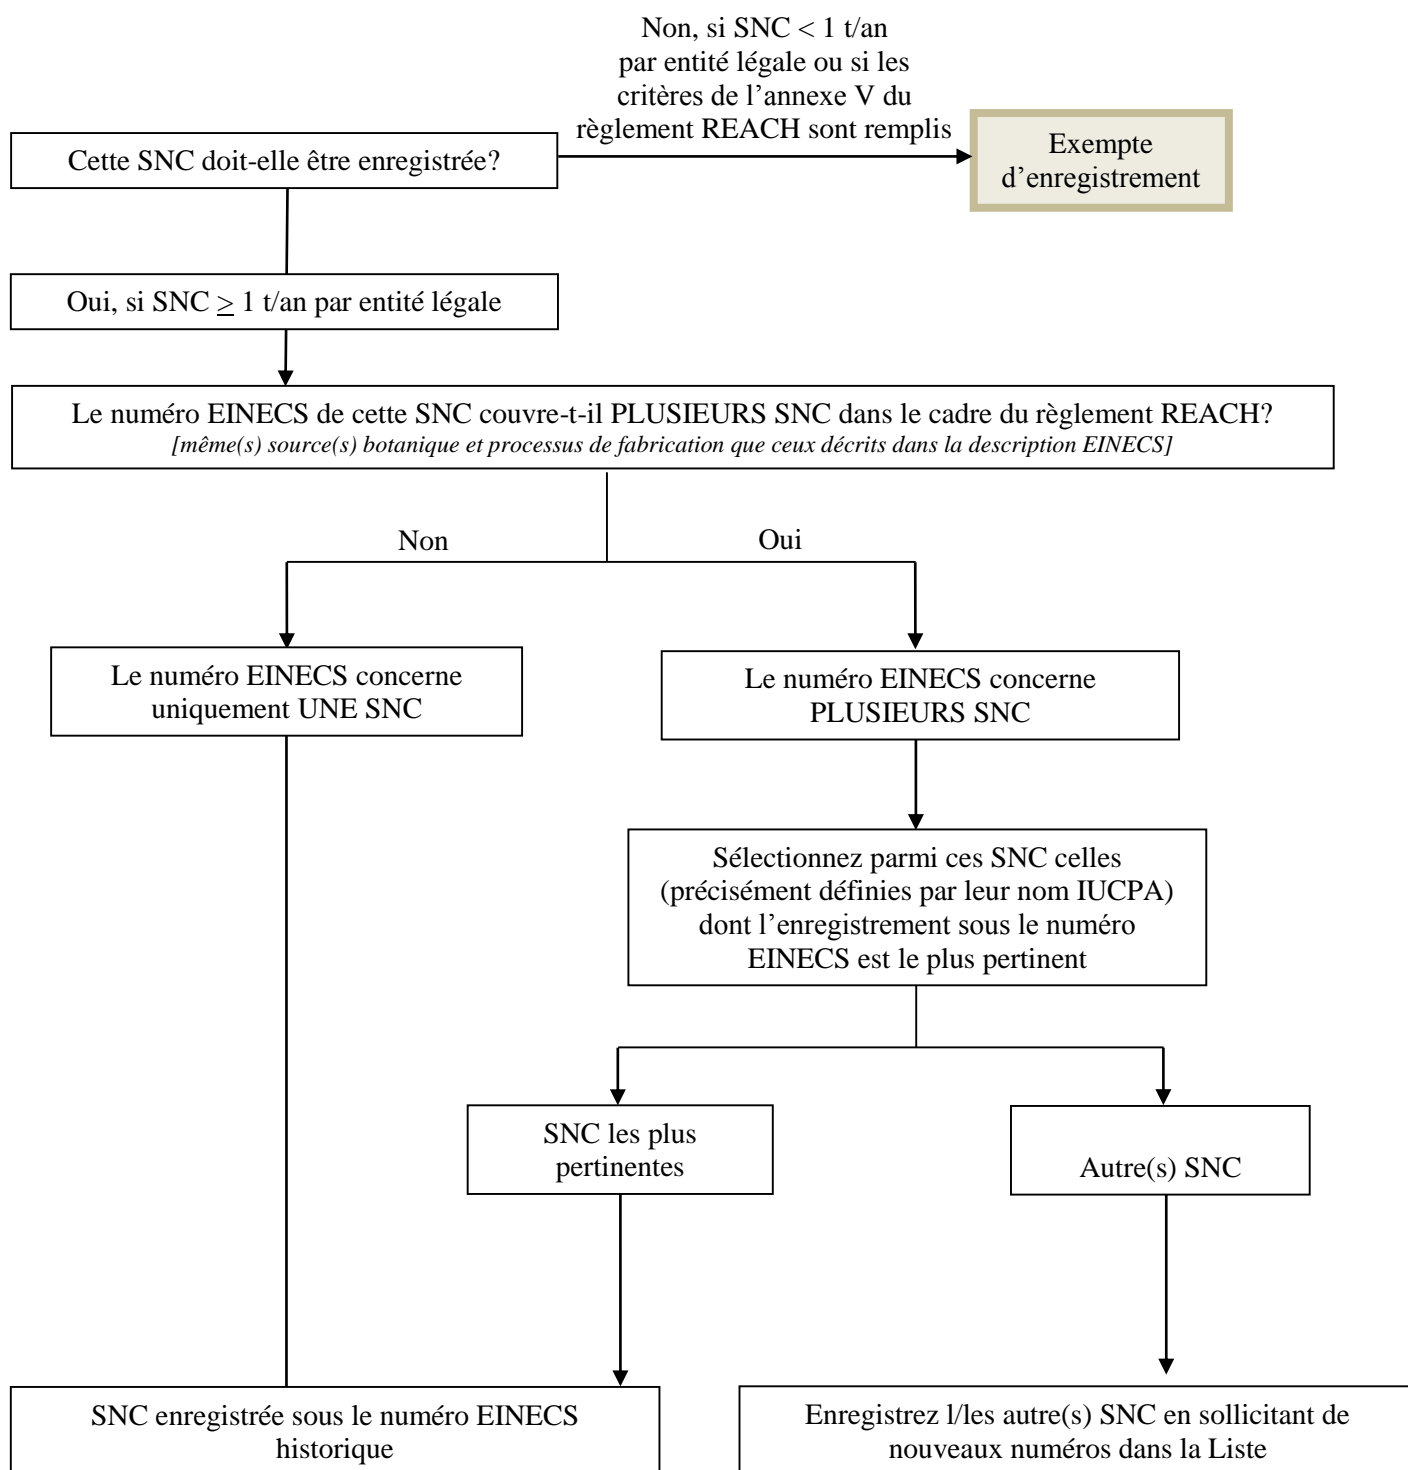 Non, si SNC < 1 t/an
par entité légale ou si les
critères de l’annexe V du
règlement REACH sont remplis
Cette SNC doit-elle être enregistrée?
Exempte
d’enregistrement
Oui, si SNC ≥ 1 t/an par entité légale
Le numéro EINECS de cette SNC couvre-t-il PLUSIEURS SNC dans le cadre du règlement REACH?
[même(s) source(s) botanique et processus de fabrication que ceux décrits dans la description EINECS]
Non
Oui
Le numéro EINECS concerne
uniquement UNE SNC
Le numéro EINECS concerne
PLUSIEURS SNC
Sélectionnez parmi ces SNC celles
(précisément définies par leur nom IUCPA)
dont l’enregistrement sous le numéro
EINECS est le plus pertinent
SNC les plus
pertinentes
Autre(s) SNC
SNC enregistrée sous le numéro EINECS
historique
Enregistrez l/les autre(s) SNC en sollicitant de
nouveaux numéros dans la Liste